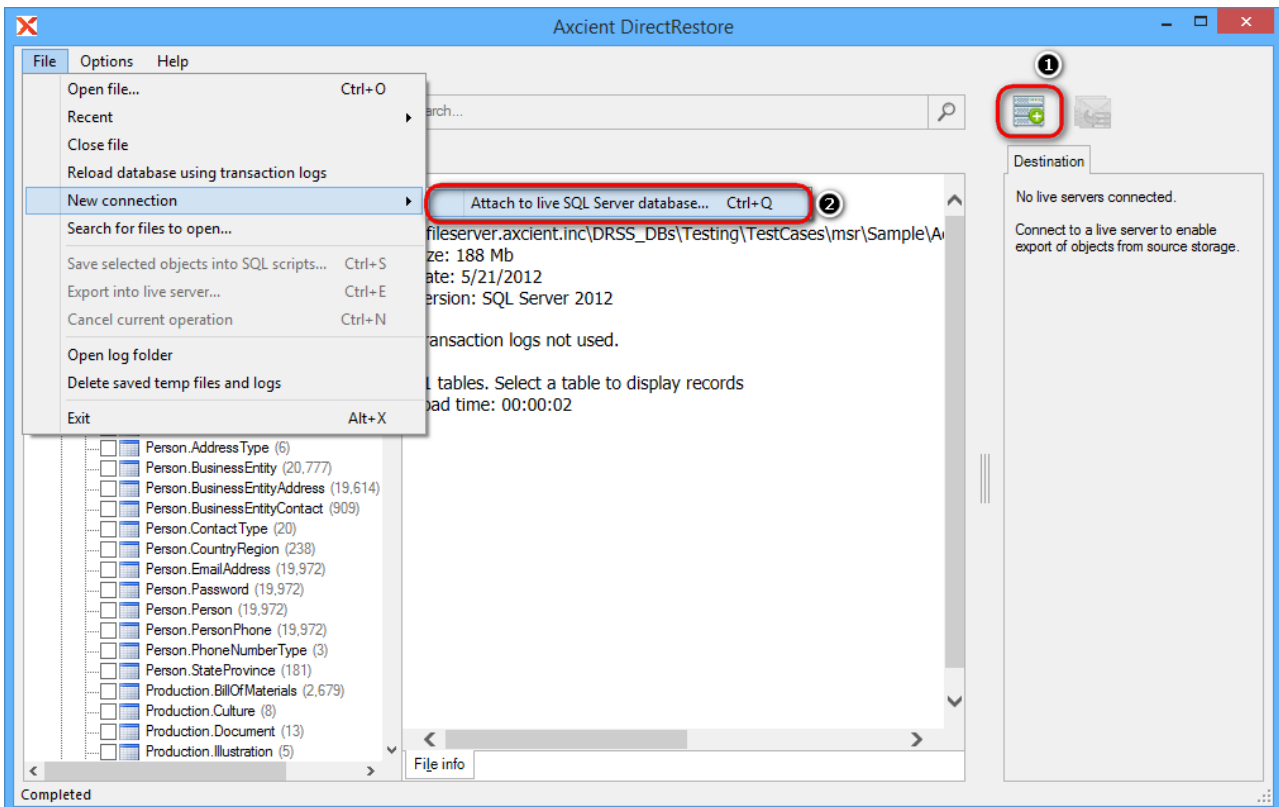 Axcient DirectRestore
File Options Help
❶
Open file... Ctrl+O
Recent
Close file
Reload database using transaction logs
New connection
Search for files to open...
Save selected objects into SQL scripts... Ctrl+S
Export into live server... Ctrl+E
Cancel current operation Ctrl+N
Open log folder
Delete saved temp files and logs
Exit Alt+X
Attach to live SQL Server database... Ctrl+Q ❷
fileserver.axcient.inc\DRSS_DBs\Testing\TestCases\msr\Sample\A
188 Mb
5/21/2012
SQL Server 2012
logs not used.
tables. Select a table to display records
time: 00:00:02
Person.AddressType (6)
Person.BusinessEntity (20,777)
Person.BusinessEntityAddress (19,614)
Person.BusinessEntityContact (909)
Person.ContactType (20)
Person.CountryRegion (238)
Person.EmailAddress (19,972)
Person.Password (19,972)
Person.Person (19,972)
Person.PersonPhone (19,972)
Person.PhoneNumberType (3)
Person.StateProvince (181)
Production.BillOfMaterials (2,679)
Production.Culture (8)
Production.Document (13)
Production.Illustration (5)
File info
Destination
No live servers connected.
Connect to a live server to enable
export of objects from source storage.
Completed